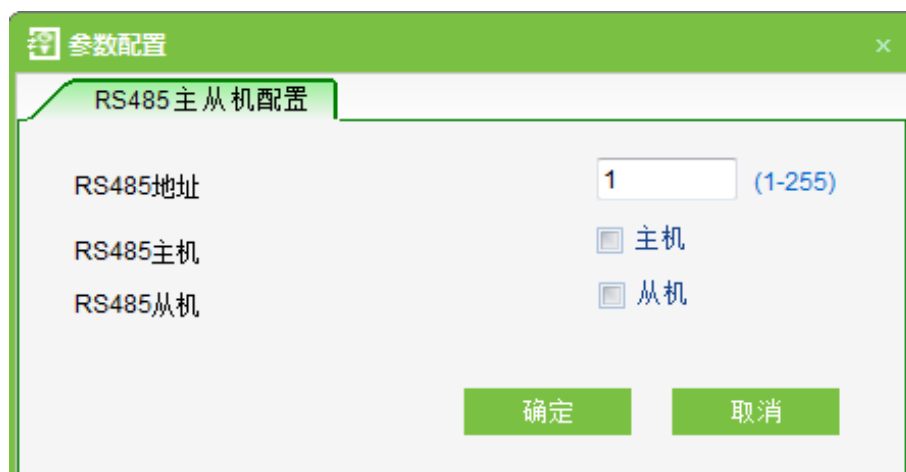 参数配置
×
RS485主从机配置
RS485地址 1 (1-255)
RS485主机 主机
RS485从机 从机
确定 取消